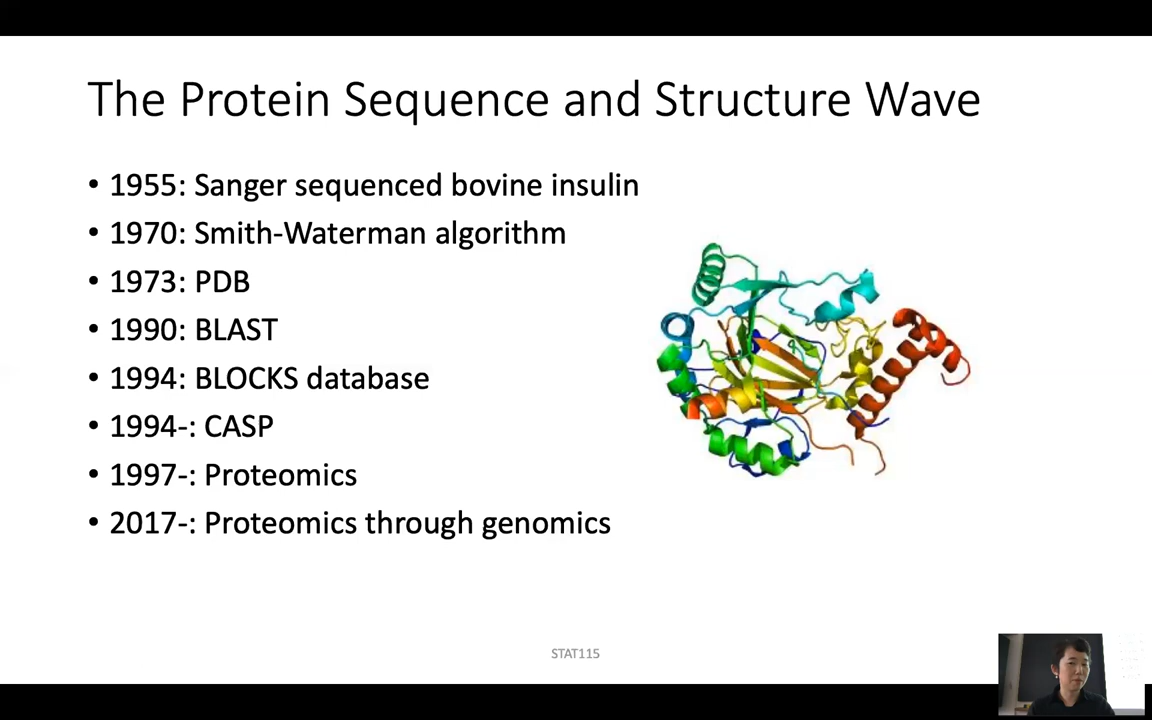 The Protein Sequence and Structure Wave
• 1955: Sanger sequenced bovine insulin
• 1970: Smith-Waterman algorithm
• 1973: PDB
• 1990: BLAST
• 1994: BLOCKS database
• 1994-: CASP
• 1997-: Proteomics
• 2017-: Proteomics through genomics
STAT115